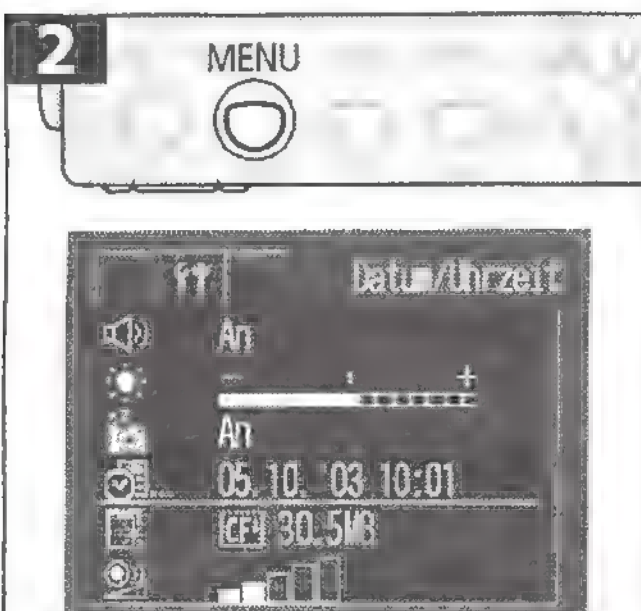 2
MENU
Datum/Uhrzeit
An
- +
An
05.10. '03 10:01
CF 30.5MB